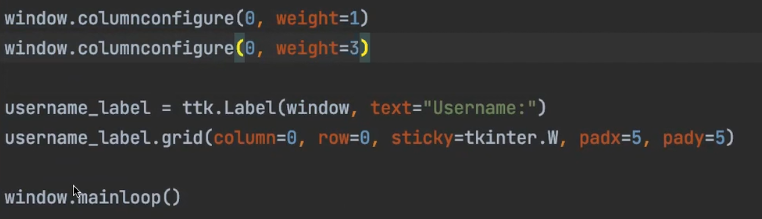 window.columnconfigure(0, weight=1)
window.columnconfigure(0, weight=3)
username_label = ttk.Label(window, text="Username:")
username_label.grid(column=0, row=0, sticky=tkinter.W, padx=5, pady=5)
window.mainloop()